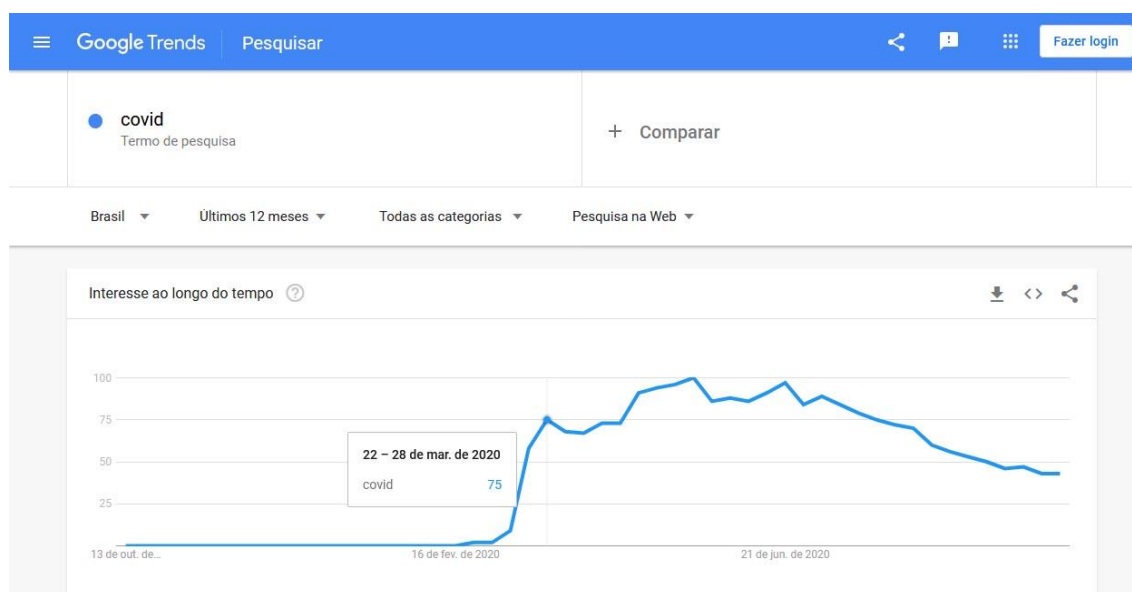 Google Trends Pesquisar Fazer login
covid
Termo de pesquisa
+ Comparar
Brasil Últimos 12 meses Todas as categorias Pesquisa na Web
Interesse ao longo do tempo ?
100
75
50
25
22 – 28 de mar. de 2020
covid 75
13 de out. de... 16 de fev. de 2020 21 de jun. de 2020